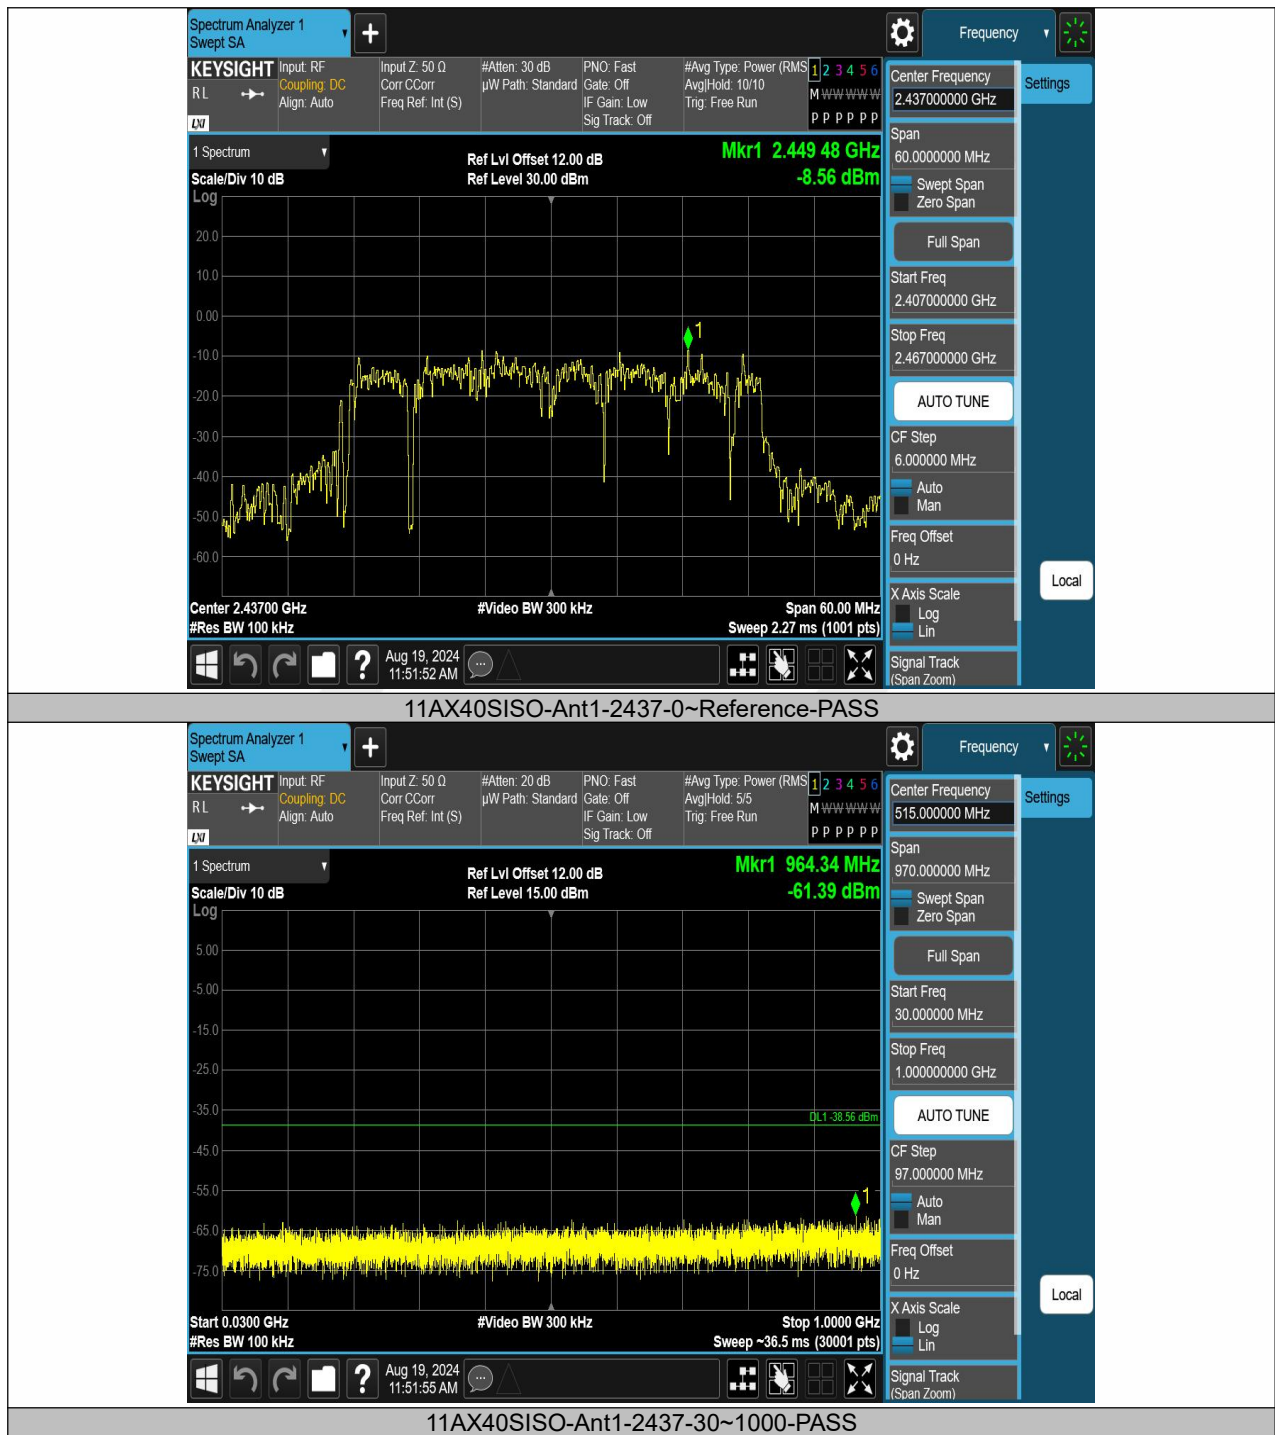 Spectrum Analyzer 1
Swept SA
+
Frequency
KEYSIGHT
RL
LXI
Input: RF
Coupling: DC
Align: Auto
Input Z: 50 Ω
Corr CCorr
Freq Ref: Int (S)
#Atten: 30 dB
µW Path: Standard
PNO: Fast
Gate: Off
IF Gain: Low
Sig Track: Off
#Avg Type: Power (RMS
Avg|Hold: 10/10
Trig: Free Run
1 2 3 4 5 6
M W W W W W
P P P P P P
1 Spectrum
Scale/Div 10 dB
Log
Ref Lvl Offset 12.00 dB
Ref Level 30.00 dBm
Mkr1 2.449 48 GHz
-8.56 dBm
20.0
10.0
0.00
-10.0
-20.0
-30.0
-40.0
-50.0
-60.0
1
Center 2.43700 GHz
#Res BW 100 kHz
#Video BW 300 kHz
Span 60.00 MHz
Sweep 2.27 ms (1001 pts)
Center Frequency
2.437000000 GHz
Settings
Span
60.0000000 MHz
Swept Span
Zero Span
Full Span
Start Freq
2.407000000 GHz
Stop Freq
2.467000000 GHz
AUTO TUNE
CF Step
6.000000 MHz
Auto
Man
Freq Offset
0 Hz
X Axis Scale
Log
Lin
Local
Signal Track
(Span Zoom)
?
Aug 19, 2024
11:51:52 AM
11AX40SISO-Ant1-2437-0~Reference-PASS
Spectrum Analyzer 1
Swept SA
+
Frequency
KEYSIGHT
RL
LXI
Input: RF
Coupling: DC
Align: Auto
Input Z: 50 Ω
Corr CCorr
Freq Ref: Int (S)
#Atten: 20 dB
µW Path: Standard
PNO: Fast
Gate: Off
IF Gain: Low
Sig Track: Off
#Avg Type: Power (RMS
Avg|Hold: 5/5
Trig: Free Run
1 2 3 4 5 6
M W W W W W
P P P P P P
1 Spectrum
Scale/Div 10 dB
Log
Ref Lvl Offset 12.00 dB
Ref Level 15.00 dBm
Mkr1 964.34 MHz
-61.39 dBm
5.00
-5.00
-15.0
-25.0
-35.0
-45.0
-55.0
-65.0
-75.0
DL1 -38.56 dBm
1
Start 0.0300 GHz
#Res BW 100 kHz
#Video BW 300 kHz
Stop 1.0000 GHz
Sweep ~36.5 ms (30001 pts)
Center Frequency
515.000000 MHz
Settings
Span
970.000000 MHz
Swept Span
Zero Span
Full Span
Start Freq
30.000000 MHz
Stop Freq
1.000000000 GHz
AUTO TUNE
CF Step
97.000000 MHz
Auto
Man
Freq Offset
0 Hz
X Axis Scale
Log
Lin
Local
Signal Track
(Span Zoom)
?
Aug 19, 2024
11:51:55 AM
11AX40SISO-Ant1-2437-30~1000-PASS